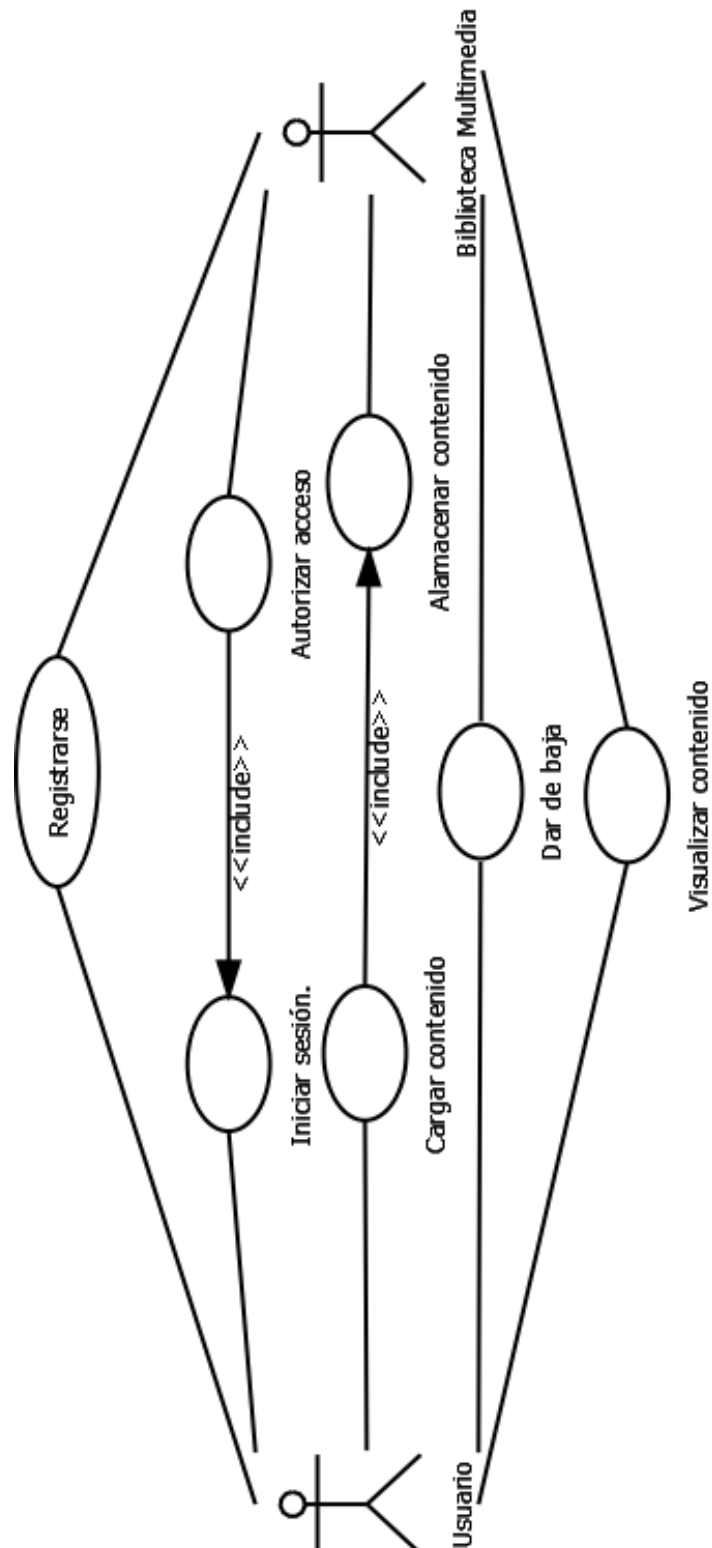 Registrarse
Iniciar sesión.
<<include>>
Autorizar acceso
Cargar contenido
<<include>>
Alamacenar contenido
Usuario
Biblioteca Multimedia
Dar de baja
Visualizar contenido